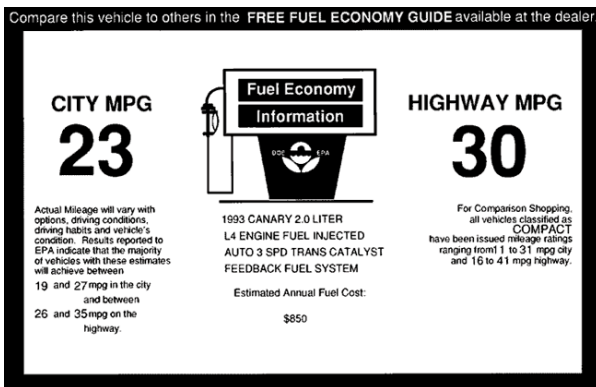 Compare this vehicle to others in the FREE FUEL ECONOMY GUIDE available at the dealer.
CITY MPG
23
Fuel Economy
Information
DOE EPA
HIGHWAY MPG
30
Actual Mileage will vary with
options, driving conditions,
driving habits and vehicle's
condition. Results reported to
EPA indicate that the majority
of vehicles with these estimates
will achieve between
19 and 27 mpg in the city
and between
26 and 35 mpg on the
highway.
1993 CANARY 2.0 LITER
L4 ENGINE FUEL INJECTED
AUTO 3 SPD TRANS CATALYST
FEEDBACK FUEL SYSTEM
Estimated Annual Fuel Cost:
$850
For Comparison Shopping,
all vehicles classified as
COMPACT
have been issued mileage ratings
ranging from 1 to 31 mpg city
and 16 to 41 mpg highway.